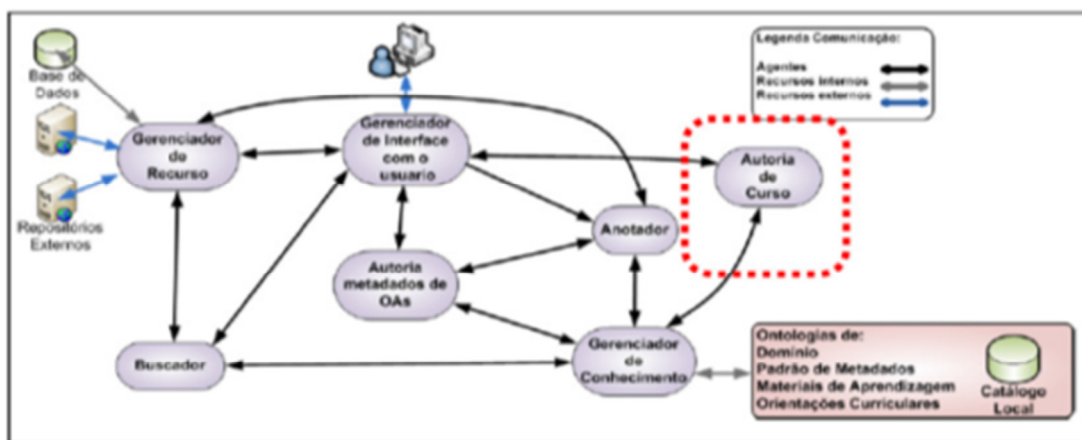 Base de
Dados
Repositórios
Externos
Gerenciador
de
Recurso
Gerenciador
de Interface
com o
usuario
Legenda Comunicação:
Agentes
Recursos internos
Recursos externos
Autoria
de
Curso
Anotador
Autoria
metadados de
OAs
Buscador
Gerenciador
de
Conhecimento
Ontologias de:
Domínio
Padrão de Metadados
Materiais de Aprendizagem
Orientações Curriculares
Catálogo
Local